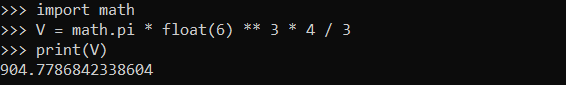 >>> import math
>>> V = math.pi * float(6) ** 3 * 4 / 3
>>> print(V)
904.7786842338604